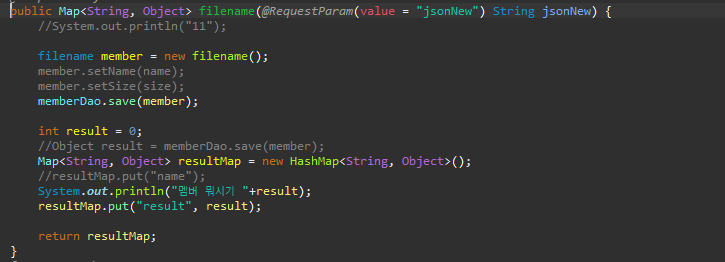 public Map<String, Object> filename(@RequestParam(value = "jsonNew") String jsonNew) {
//System.out.println("11");
filename member = new filename();
member.setName(name);
member.setSize(size);
memberDao.save(member);
int result = 0;
//Object result = memberDao.save(member);
Map<String, Object> resultMap = new HashMap<String, Object>();
//resultMap.put("name");
System.out.println("멤버 뭐시기 "+result);
resultMap.put("result", result);
return resultMap;
}